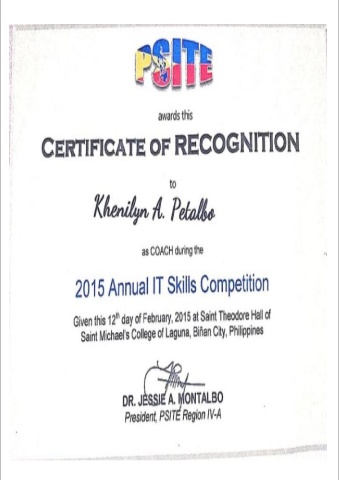 PSITE
awards this
CERTIFICATE OF RECOGNITION
to
Khenilyn A. Petalbo
as COACH during the
2015 Annual IT Skills Competition
Given this 12th day of February, 2015 at Saint Theodore Hall of
Saint Michael's College of Laguna, Biñan City, Philippines
DR. JESSIE A. MONTALBO
President, PSITE Region IV-A